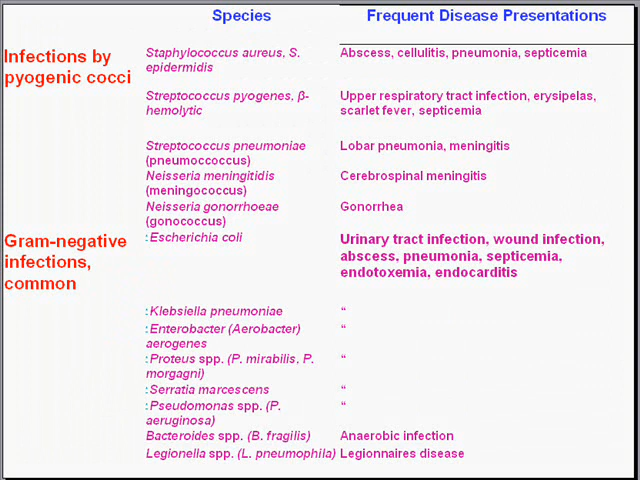 Species Frequent Disease Presentations
Infections by
pyogenic cocci
Staphylococcus aureus, S.
epidermidis
Abscess, cellulitis, pneumonia, septicemia
Streptococcus pyogenes, β-
hemolytic
Upper respiratory tract infection, erysipelas,
scarlet fever, septicemia
Streptococcus pneumoniae
(pneumoccoccus)
Lobar pneumonia, meningitis
Neisseria meningitidis
(meningococcus)
Cerebrospinal meningitis
Neisseria gonorrhoeae
(gonococcus)
Gonorrhea
Gram-negative
infections,
common
:Escherichia coli
Urinary tract infection, wound infection,
abscess, pneumonia, septicemia,
endotoxemia, endocarditis
:Klebsiella pneumoniae “
:Enterobacter (Aerobacter)
aerogenes
“
:Proteus spp. (P. mirabilis, P.
morgagni)
“
:Serratia marcescens “
:Pseudomonas spp. (P.
aeruginosa)
“
Bacteroides spp. (B. fragilis) Anaerobic infection
Legionella spp. (L. pneumophila) Legionnaires disease